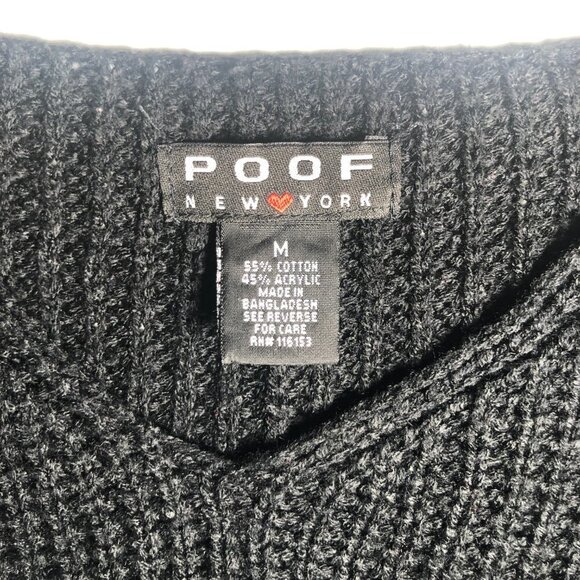 POOF
NEW YORK
M
55% COTTON
45% ACRYLIC
MADE IN
BANGLADESH
SEE REVERSE
FOR CARE
RN# 116153